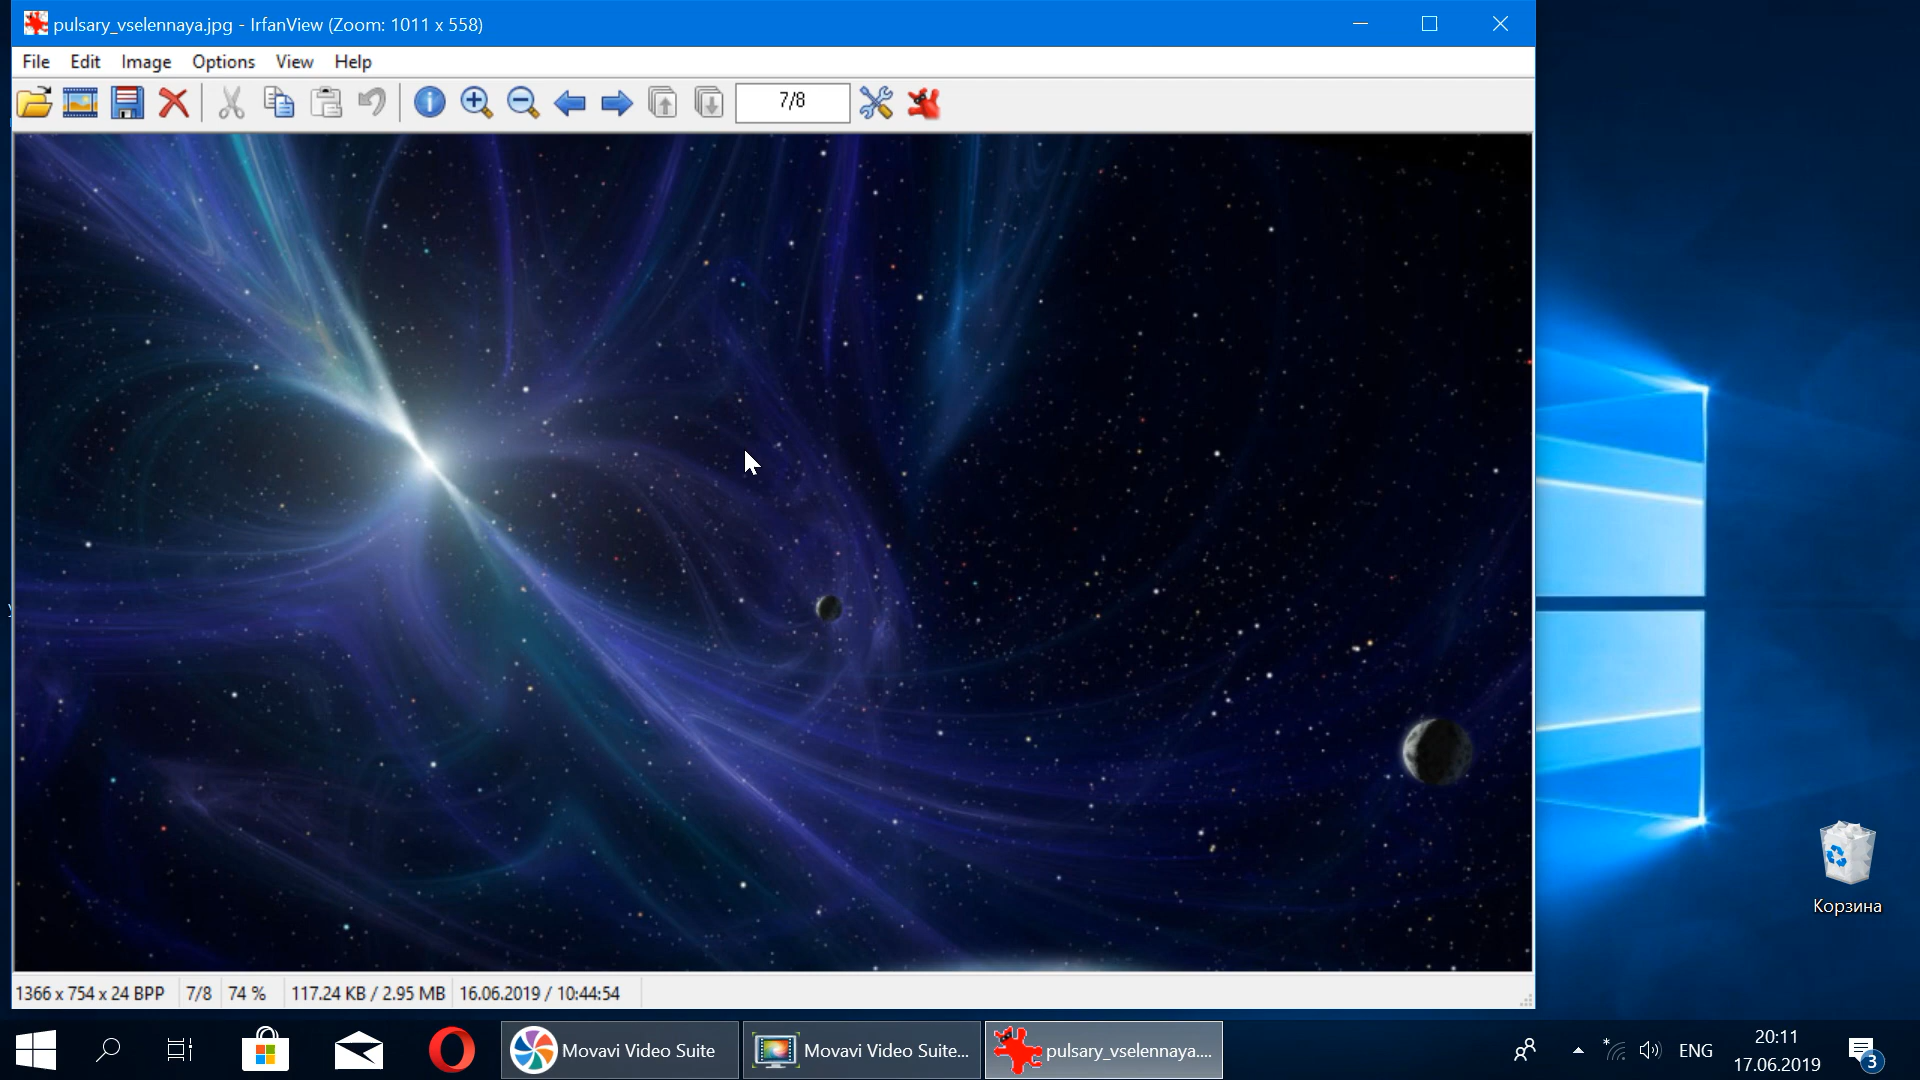 pulsary_vselennaya.jpg - IrfanView (Zoom: 1011 x 558)
File Edit Image Options View Help
7/8
Корзина
1366 x 754 x 24 BPP 7/8 74 % 117.24 KB / 2.95 MB 16.06.2019 / 10:44:54
Movavi Video Suite Movavi Video Suite... pulsary_vselennaya.... ENG 20:11
17.06.2019
3